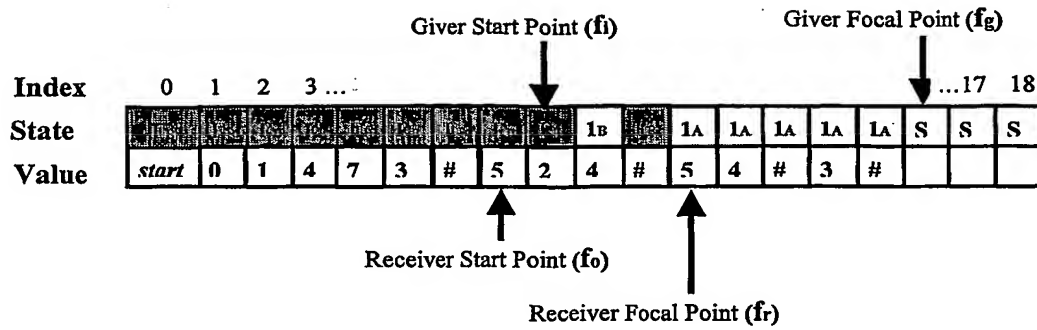 Giver Start Point (fi) Giver Focal Point (fg)
Index 0 1 2 3 ... ...17 18
State 1B 1A 1A 1A 1A 1A S S S
Value start 0 1 4 7 3 # 5 2 4 # 5 4 # 3 #
Receiver Start Point (fo)
Receiver Focal Point (fr)